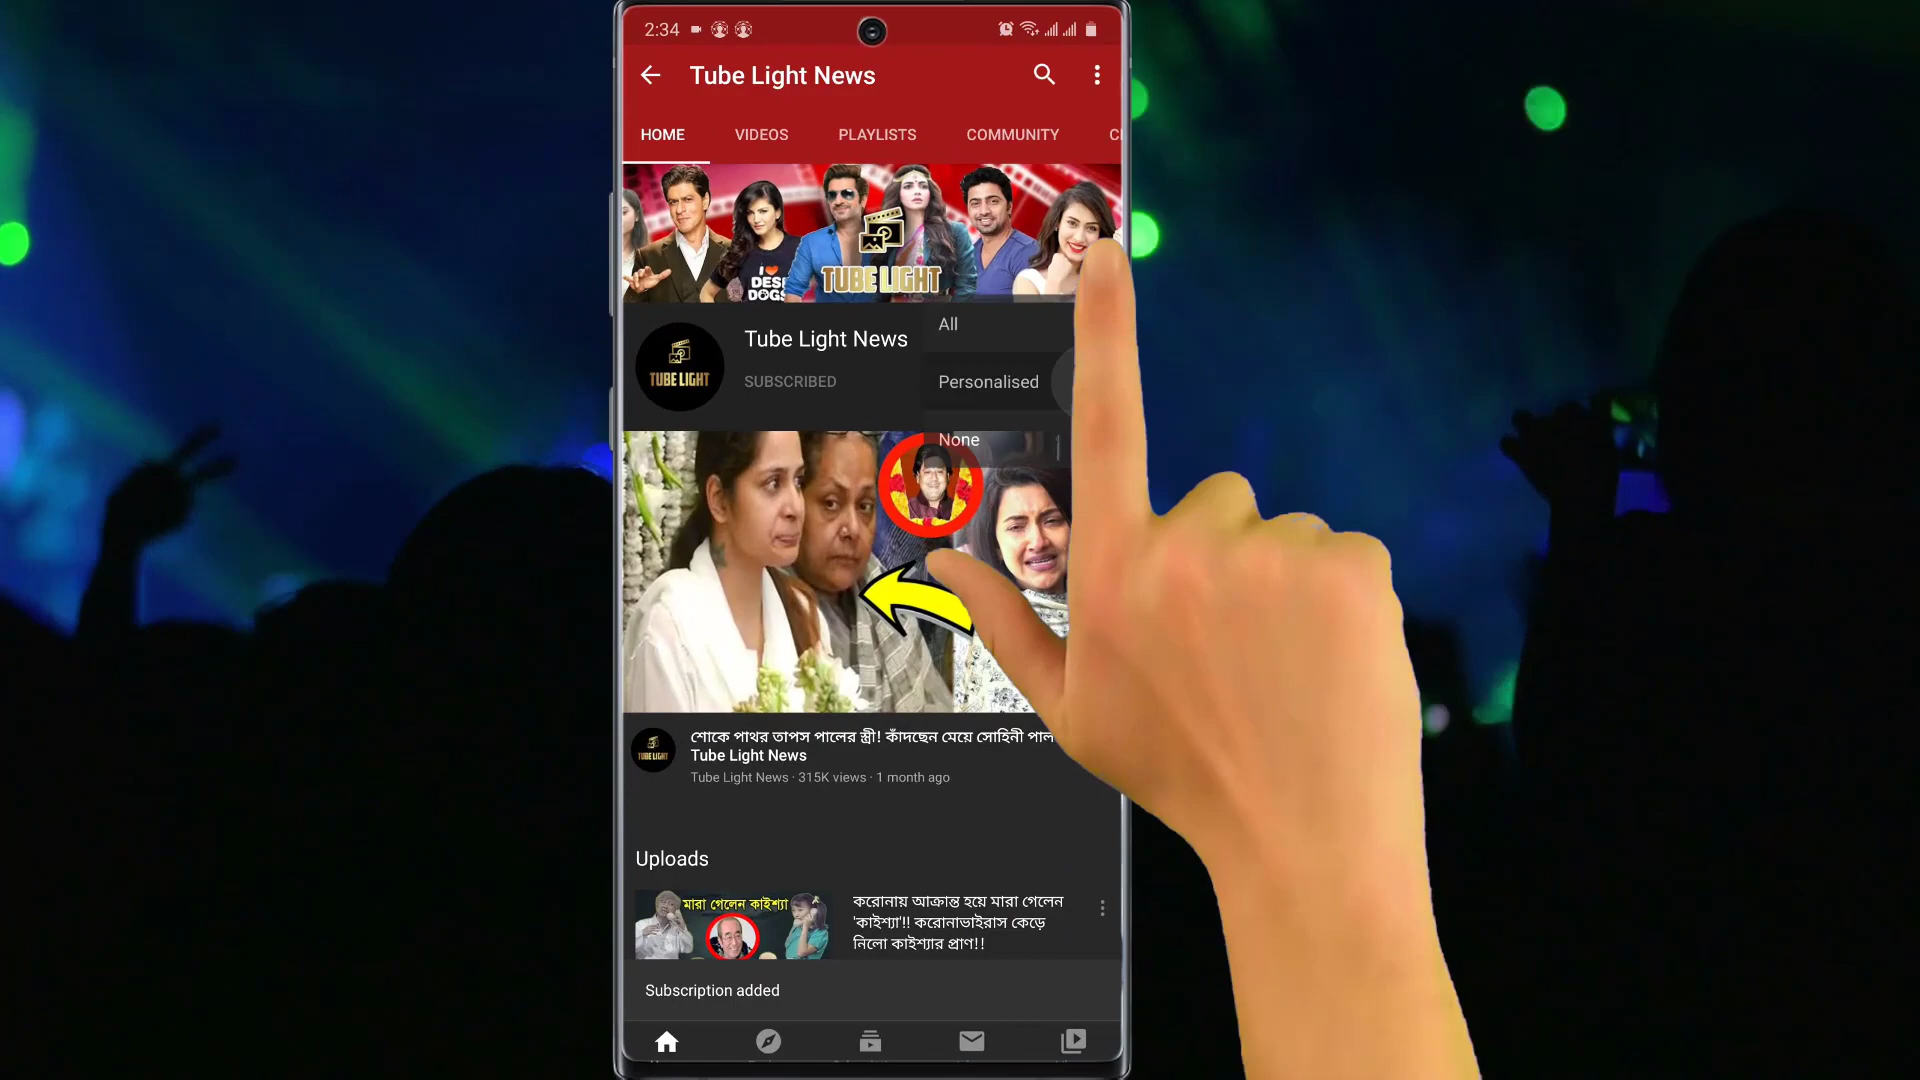 2:34
Tube Light News
HOME VIDEOS PLAYLISTS COMMUNITY
I
DESI
DOGS
TUBE LIGHT
All
Tube Light News
TUBE LIGHT
SUBSCRIBED
Personalised
None
শোকে পাথর তাপস পালের স্ত্রী! কাঁদছেন মেয়ে সোহিনী পাল
TUBE LIGHT
Tube Light News
Tube Light News · 315K views · 1 month ago
Uploads
মারা গেলেন কাইশ্যা
করোনায় আক্রান্ত হয়ে মারা গেলেন
'কাইশ্যা'!! করোনাভাইরাস কেড়ে
নিলো কাইশ্যার প্রাণ!!
Subscription added